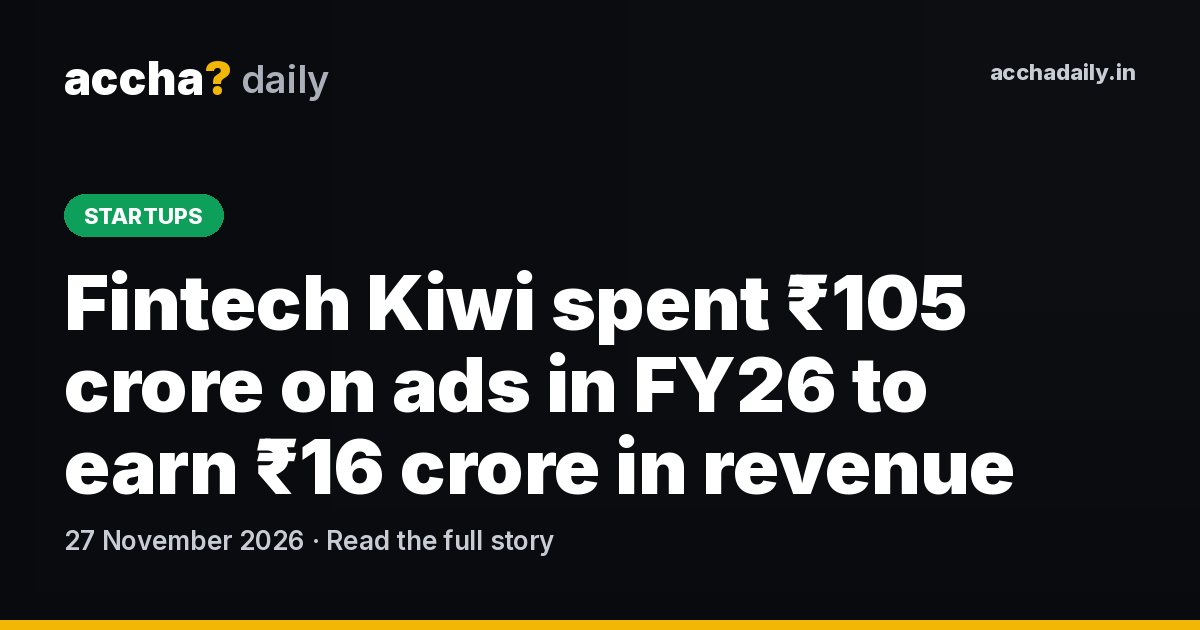 accha? daily
acchadaily.in
STARTUPS
Fintech Kiwi spent ₹105
crore on ads in FY26 to
earn ₹16 crore in revenue
27 November 2026 · Read the full story